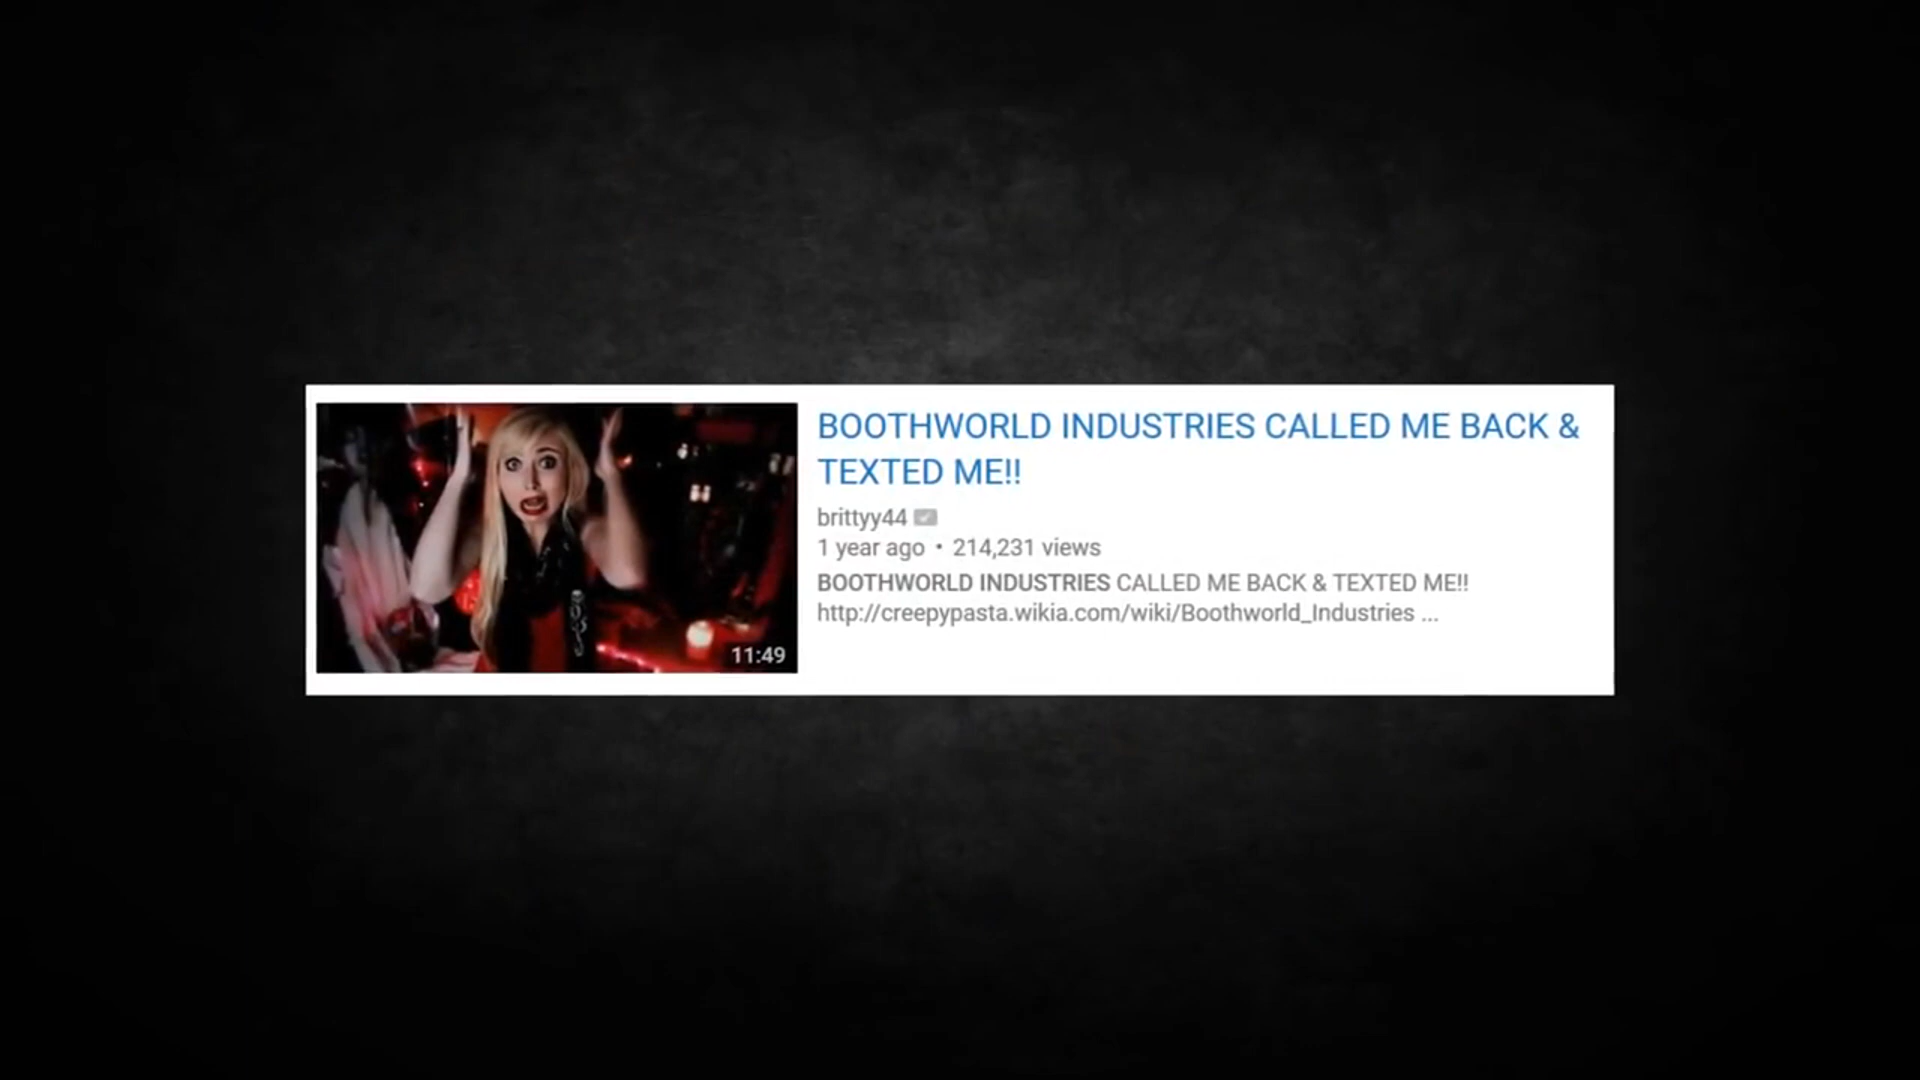 BOOTHWORLD INDUSTRIES CALLED ME BACK &
TEXTED ME!!
brittyy44
1 year ago • 214,231 views
BOOTHWORLD INDUSTRIES CALLED ME BACK & TEXTED ME!!
http://creepypasta.wikia.com/wiki/Boothworld_Industries ...
11:49